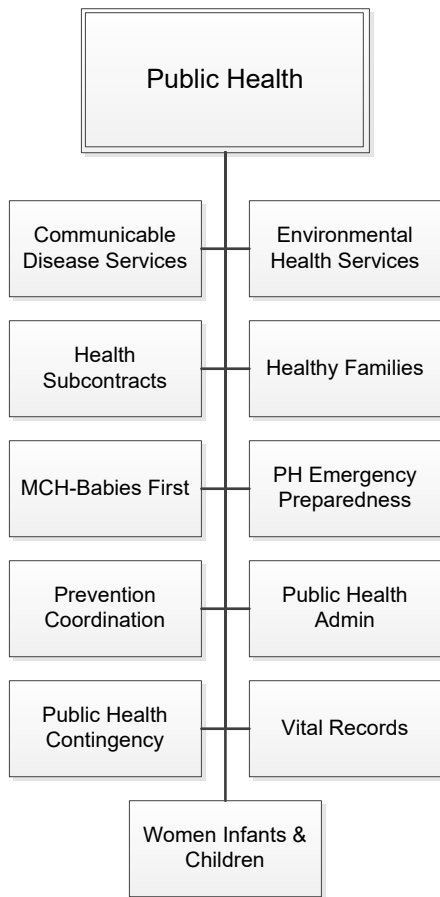 Public Health
Communicable
Disease Services
Environmental
Health Services
Health
Subcontracts
Healthy Families
MCH-Babies First
PH Emergency
Preparedness
Prevention
Coordination
Public Health
Admin
Public Health
Contingency
Vital Records
Women Infants &
Children